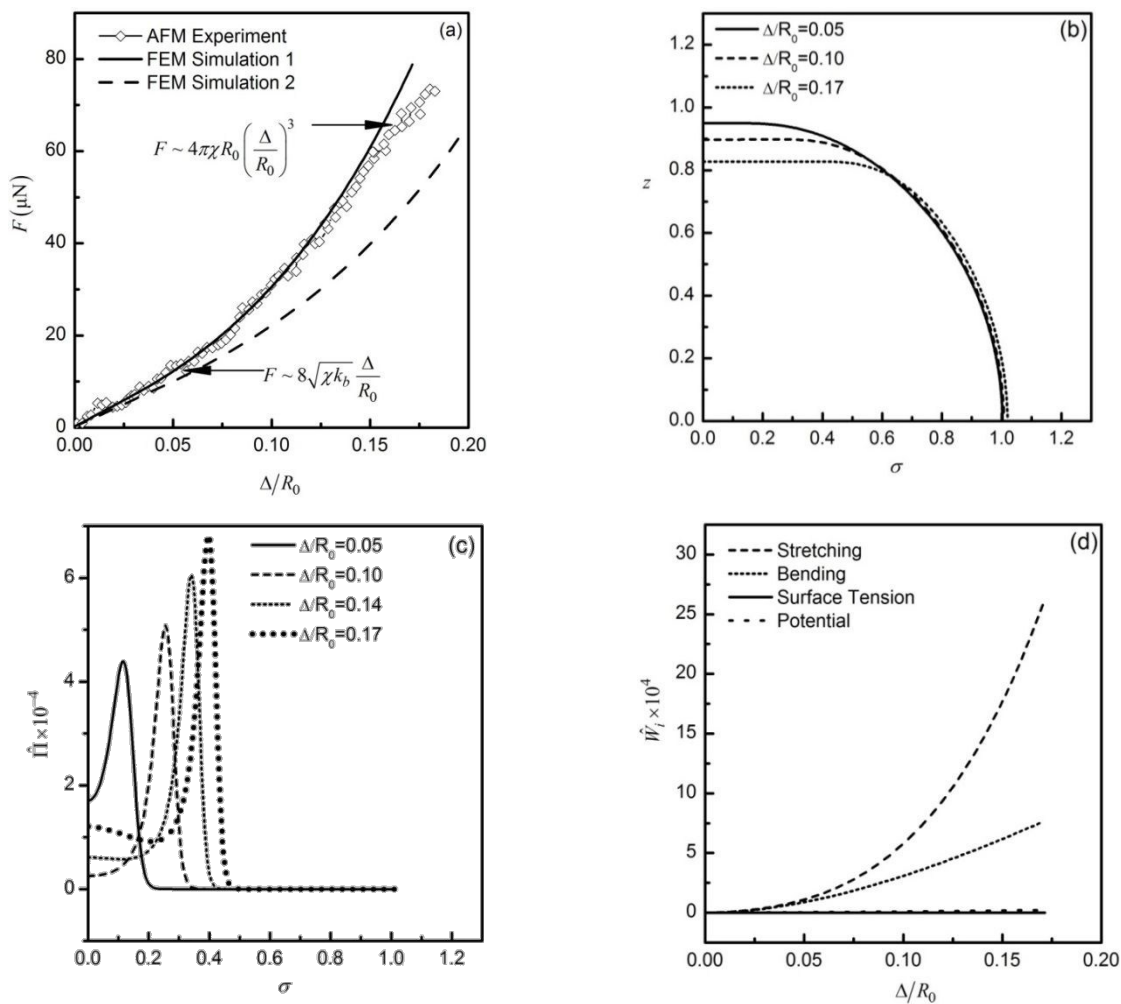 (a)
AFM Experiment
FEM Simulation 1
FEM Simulation 2
F ~ 4πχR₀(Δ/R₀)³
F ~ 8√(χk_b) Δ/R₀
F(μN)
80
60
40
20
0
0.00 0.05 0.10 0.15 0.20
Δ/R₀
(b)
Δ/R₀=0.05
Δ/R₀=0.10
Δ/R₀=0.17
z
1.2
1.0
0.8
0.6
0.4
0.2
0.0
0.0 0.2 0.4 0.6 0.8 1.0 1.2
σ
(c)
Δ/R₀=0.05
Δ/R₀=0.10
Δ/R₀=0.14
Δ/R₀=0.17
Π̂×10⁻⁴
6
4
2
0
0.0 0.2 0.4 0.6 0.8 1.0 1.2
σ
(d)
Stretching
Bending
Surface Tension
Potential
Ŵᵢ×10⁴
30
25
20
15
10
5
0
0.00 0.05 0.10 0.15 0.20
Δ/R₀